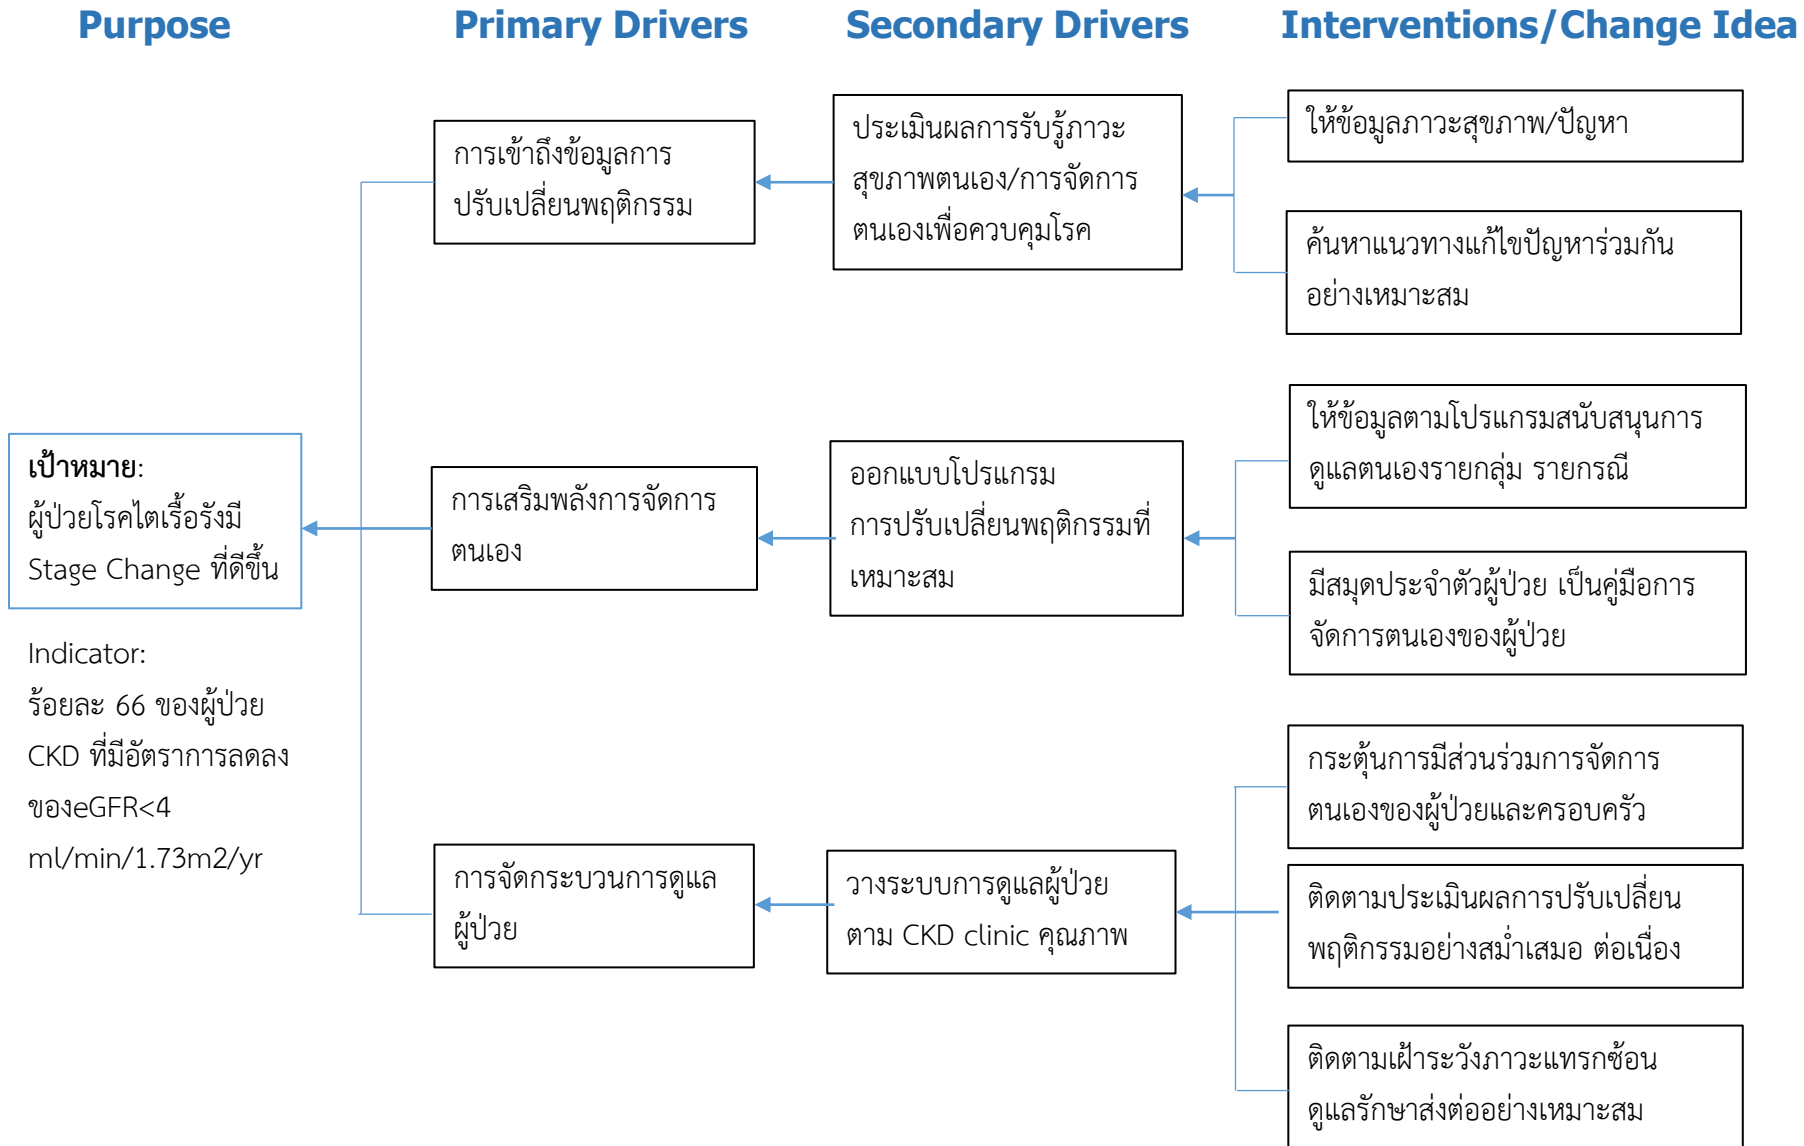 Purpose
Primary Drivers
Secondary Drivers
Interventions/Change Idea
เป้าหมาย:
ผู้ป่วยโรคไตเรื้อรังมี
Stage Change ที่ดีขึ้น
Indicator:
ร้อยละ 66 ของผู้ป่วย
CKD ที่มีอัตราการลดลง
ของeGFR<4
ml/min/1.73m2/yr
การเข้าถึงข้อมูลการ
ปรับเปลี่ยนพฤติกรรม
ประเมินผลการรับรู้ภาวะ
สุขภาพตนเอง/การจัดการ
ตนเองเพื่อควบคุมโรค
ให้ข้อมูลภาวะสุขภาพ/ปัญหา
ค้นหาแนวทางแก้ไขปัญหาร่วมกัน
อย่างเหมาะสม
การเสริมพลังการจัดการ
ตนเอง
ออกแบบโปรแกรม
การปรับเปลี่ยนพฤติกรรมที่
เหมาะสม
ให้ข้อมูลตามโปรแกรมสนับสนุนการ
ดูแลตนเองรายกลุ่ม รายกรณี
มีสมุดประจำตัวผู้ป่วย เป็นคู่มือการ
จัดการตนเองของผู้ป่วย
การจัดกระบวนการดูแล
ผู้ป่วย
วางระบบการดูแลผู้ป่วย
ตาม CKD clinic คุณภาพ
กระตุ้นการมีส่วนร่วมการจัดการ
ตนเองของผู้ป่วยและครอบครัว
ติดตามประเมินผลการปรับเปลี่ยน
พฤติกรรมอย่างสม่ำเสมอ ต่อเนื่อง
ติดตามเฝ้าระวังภาวะแทรกซ้อน
ดูแลรักษาส่งต่ออย่างเหมาะสม